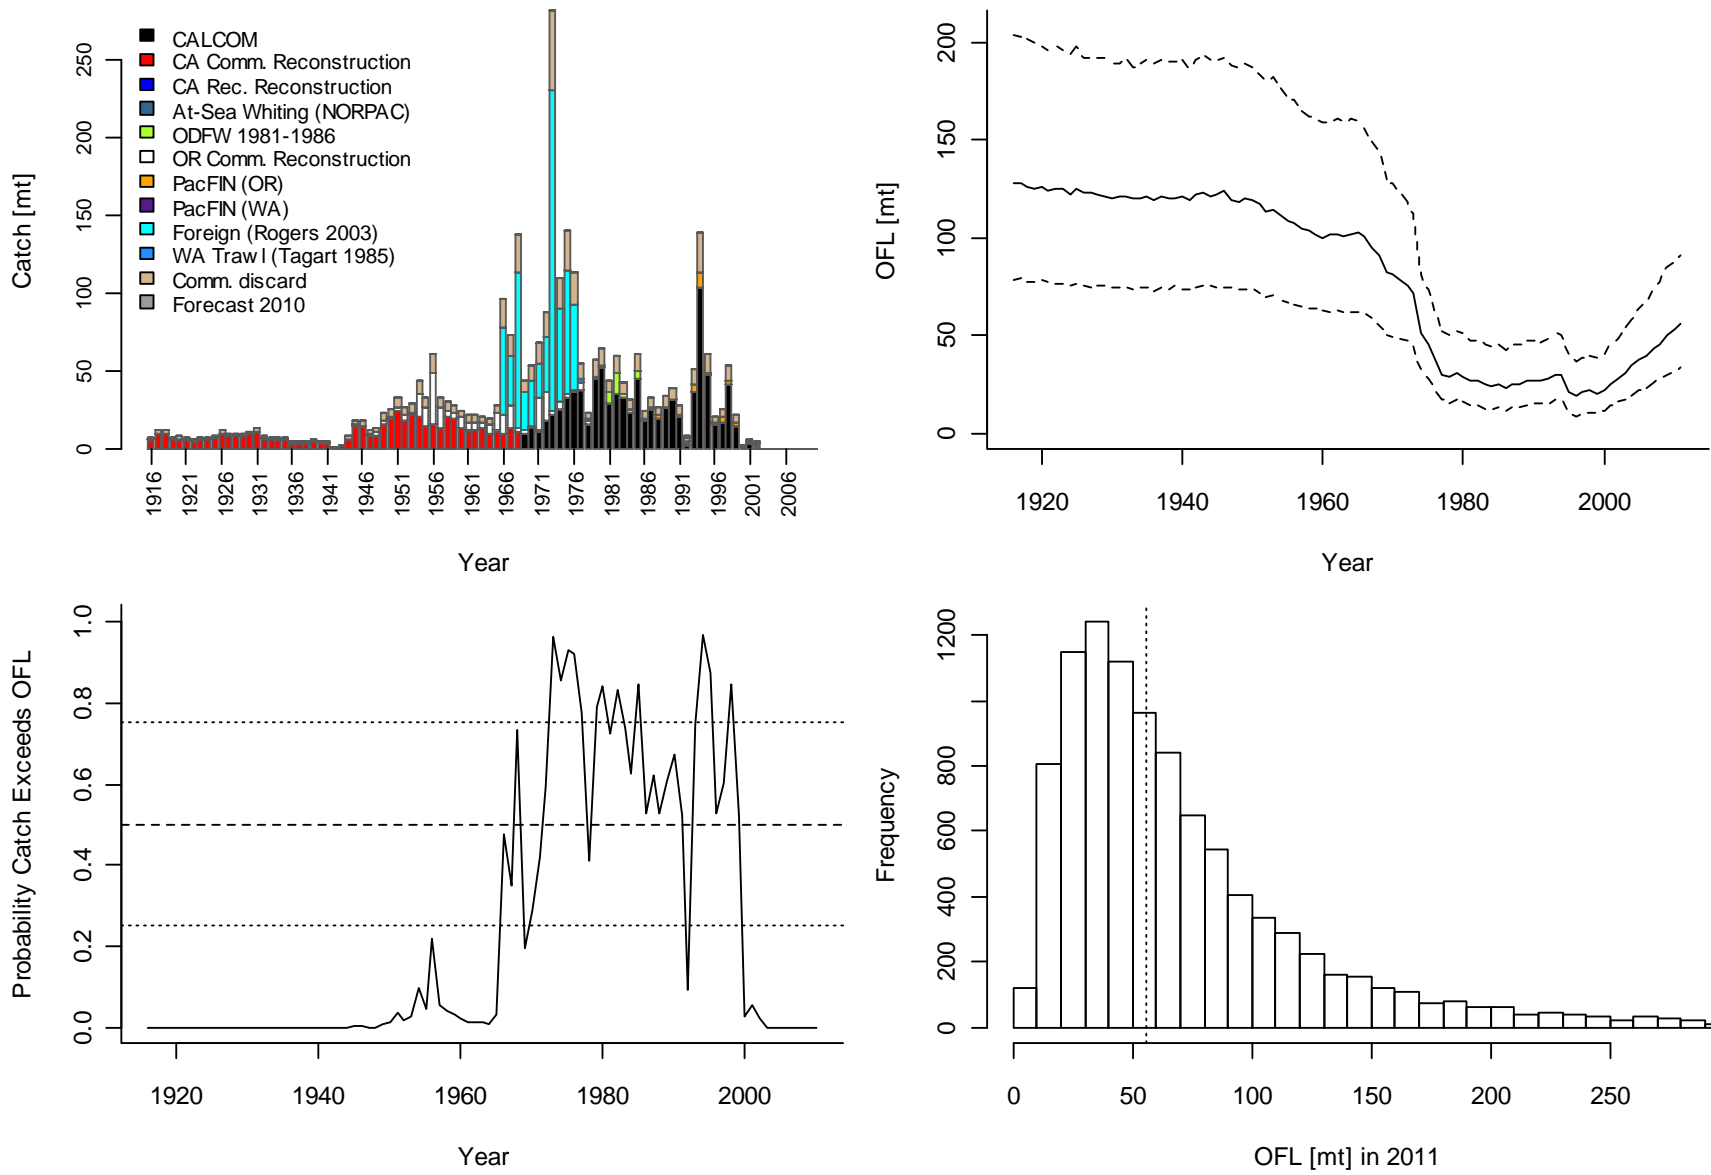 CALCOM
CA Comm. Reconstruction
CA Rec. Reconstruction
At-Sea Whiting (NORPAC)
ODFW 1981-1986
OR Comm. Reconstruction
PacFIN (OR)
PacFIN (WA)
Foreign (Rogers 2003)
WA Trawl (Tagart 1985)
Comm. discard
Forecast 2010
Catch [mt]
0 50 100 150 200 250
1916 1921 1926 1931 1936 1941 1946 1951 1956 1961 1966 1971 1976 1981 1986 1991 1996 2001 2006
Year
OFL [mt]
0 50 100 150 200
1920 1940 1960 1980 2000
Year
Probability Catch Exceeds OFL
0.0 0.2 0.4 0.6 0.8 1.0
1920 1940 1960 1980 2000
Year
Frequency
0 200 400 600 800 1200
0 50 100 150 200 250
OFL [mt] in 2011